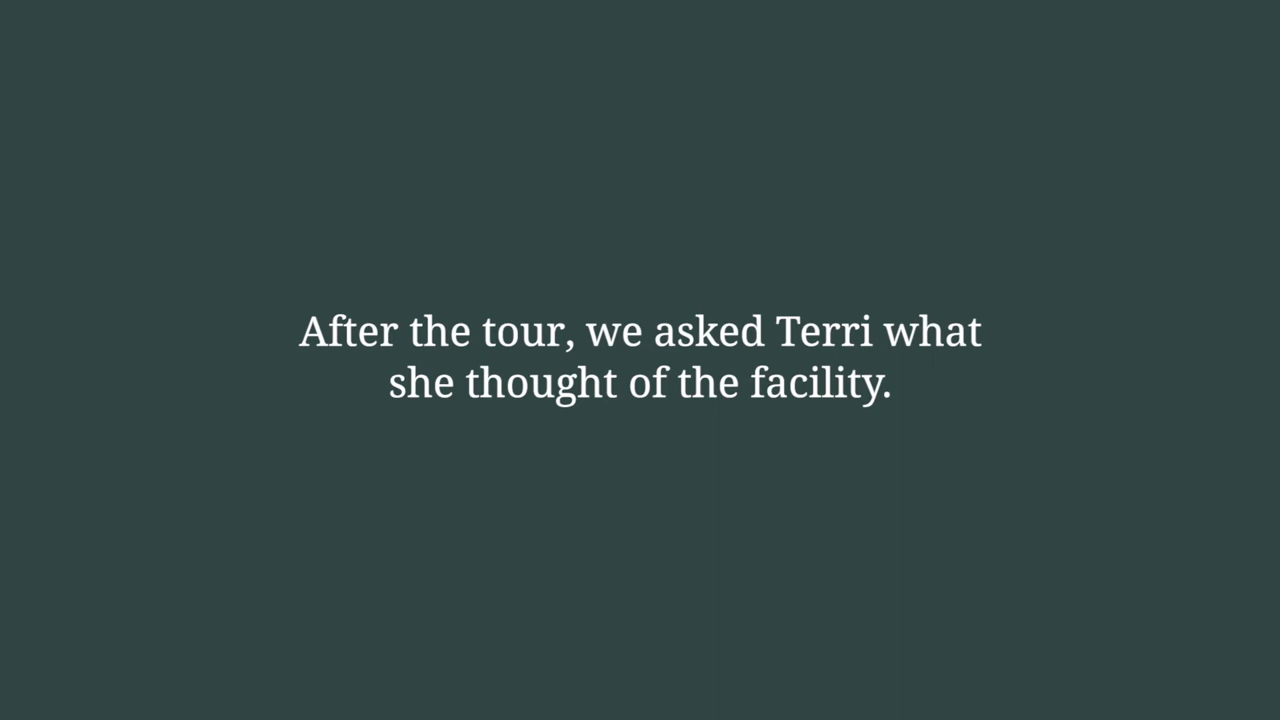 After the tour, we asked Terri what
she thought of the facility.